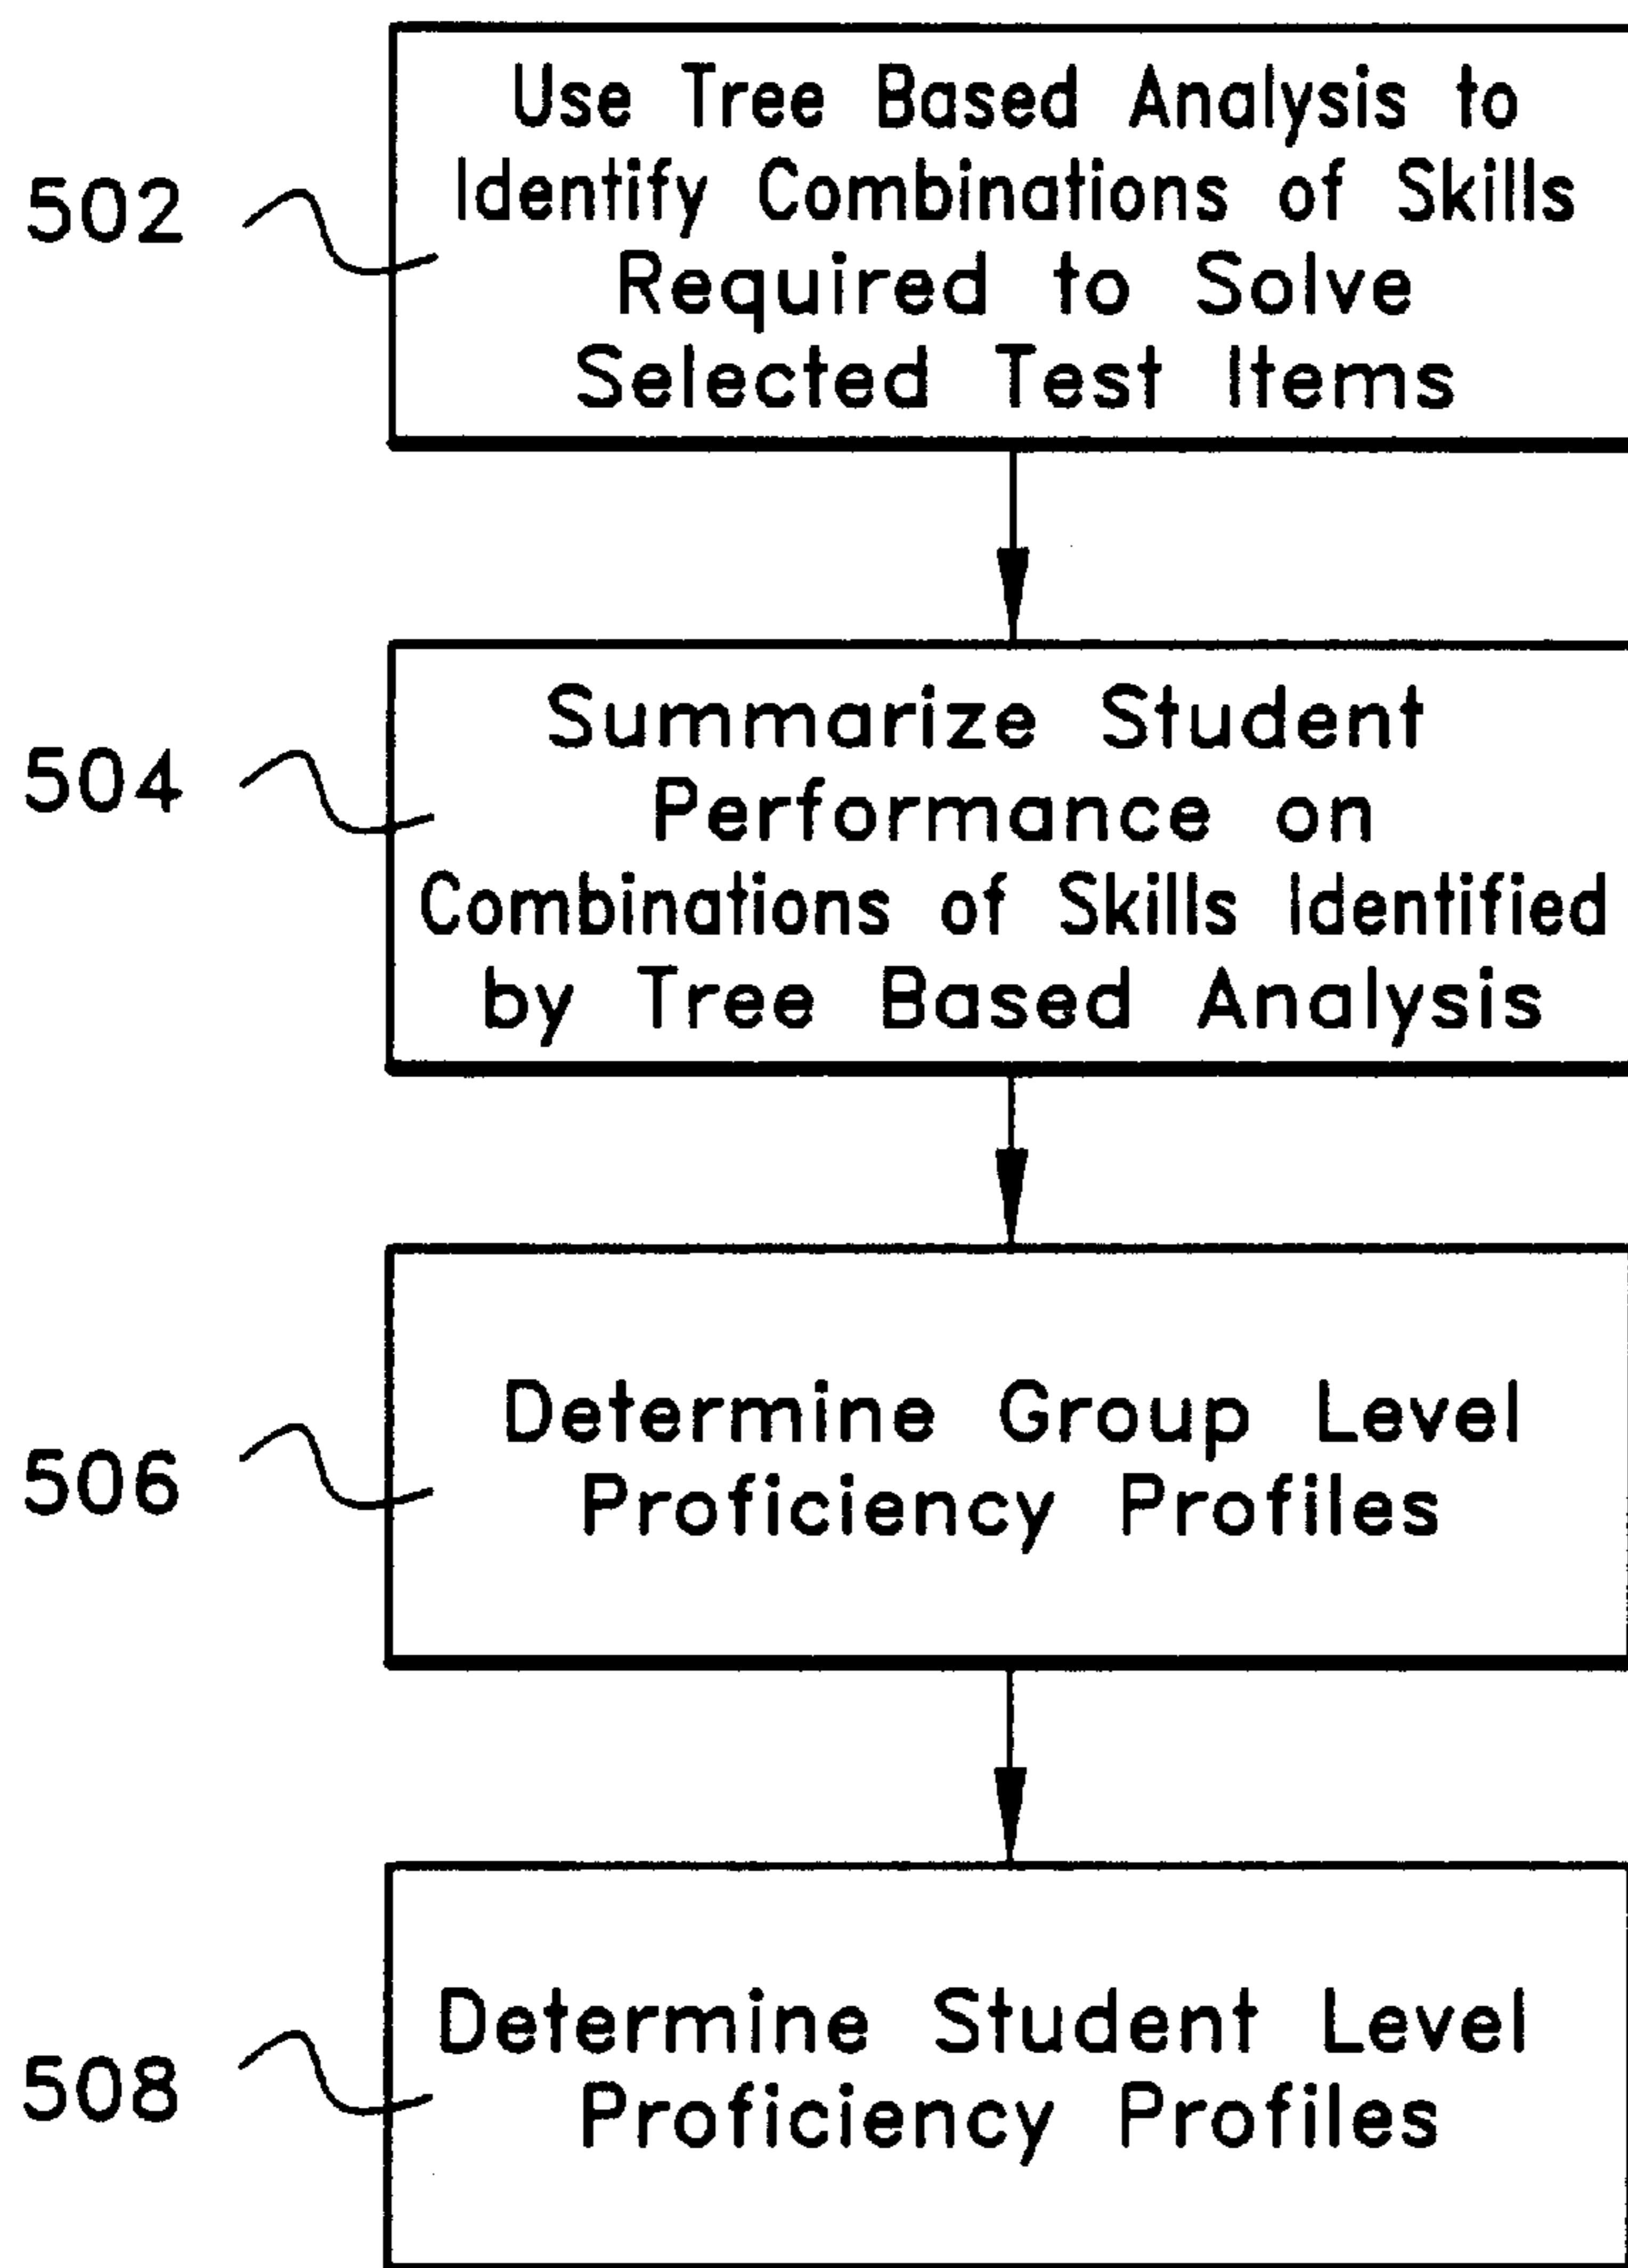 502
Use Tree Based Analysis to
Identify Combinations of Skills
Required to Solve
Selected Test Items
504
Summarize Student
Performance on
Combinations of Skills Identified
by Tree Based Analysis
506
Determine Group Level
Proficiency Profiles
508
Determine Student Level
Proficiency Profiles